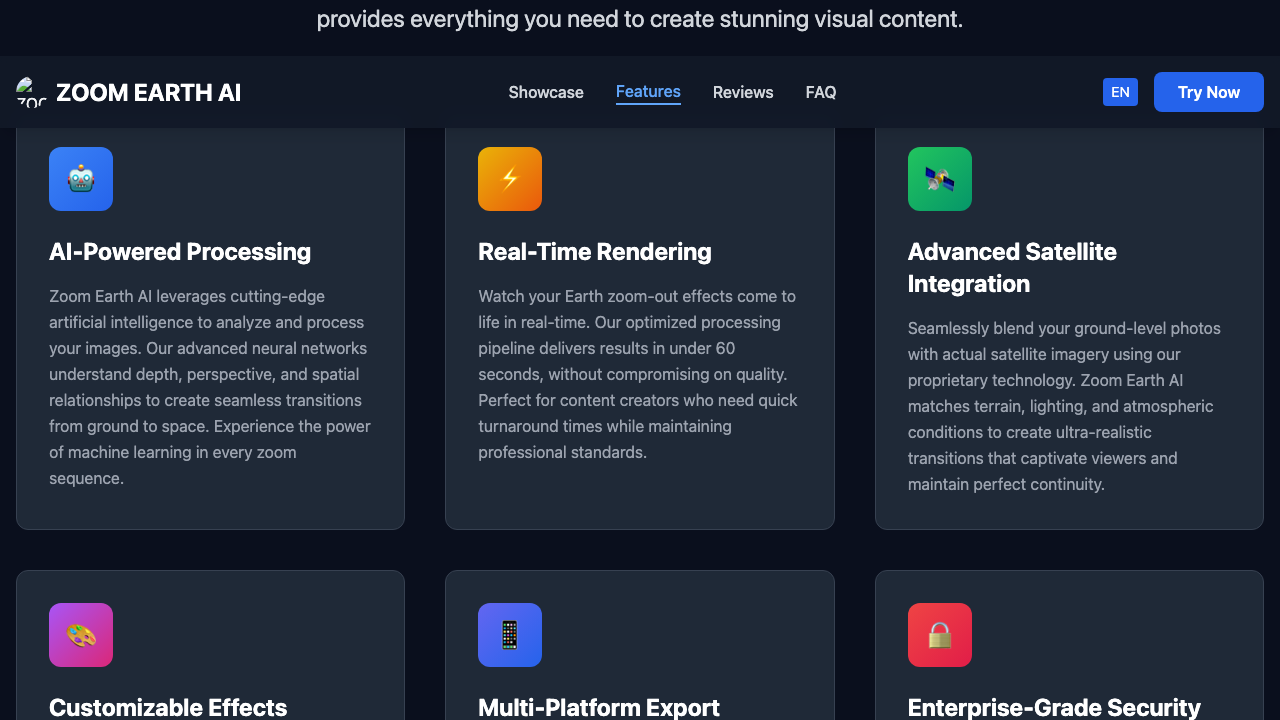 provides everything you need to create stunning visual content.
ZOOM EARTH AI
Showcase
Features
Reviews
FAQ
EN
Try Now
AI-Powered Processing
Zoom Earth AI leverages cutting-edge
artificial intelligence to analyze and process
your images. Our advanced neural networks
understand depth, perspective, and spatial
relationships to create seamless transitions
from ground to space. Experience the power
of machine learning in every zoom
sequence.
Real-Time Rendering
Watch your Earth zoom-out effects come to
life in real-time. Our optimized processing
pipeline delivers results in under 60
seconds, without compromising on quality.
Perfect for content creators who need quick
turnaround times while maintaining
professional standards.
Advanced Satellite
Integration
Seamlessly blend your ground-level photos
with actual satellite imagery using our
proprietary technology. Zoom Earth AI
matches terrain, lighting, and atmospheric
conditions to create ultra-realistic
transitions that captivate viewers and
maintain perfect continuity.
Customizable Effects
Multi-Platform Export
Enterprise-Grade Security